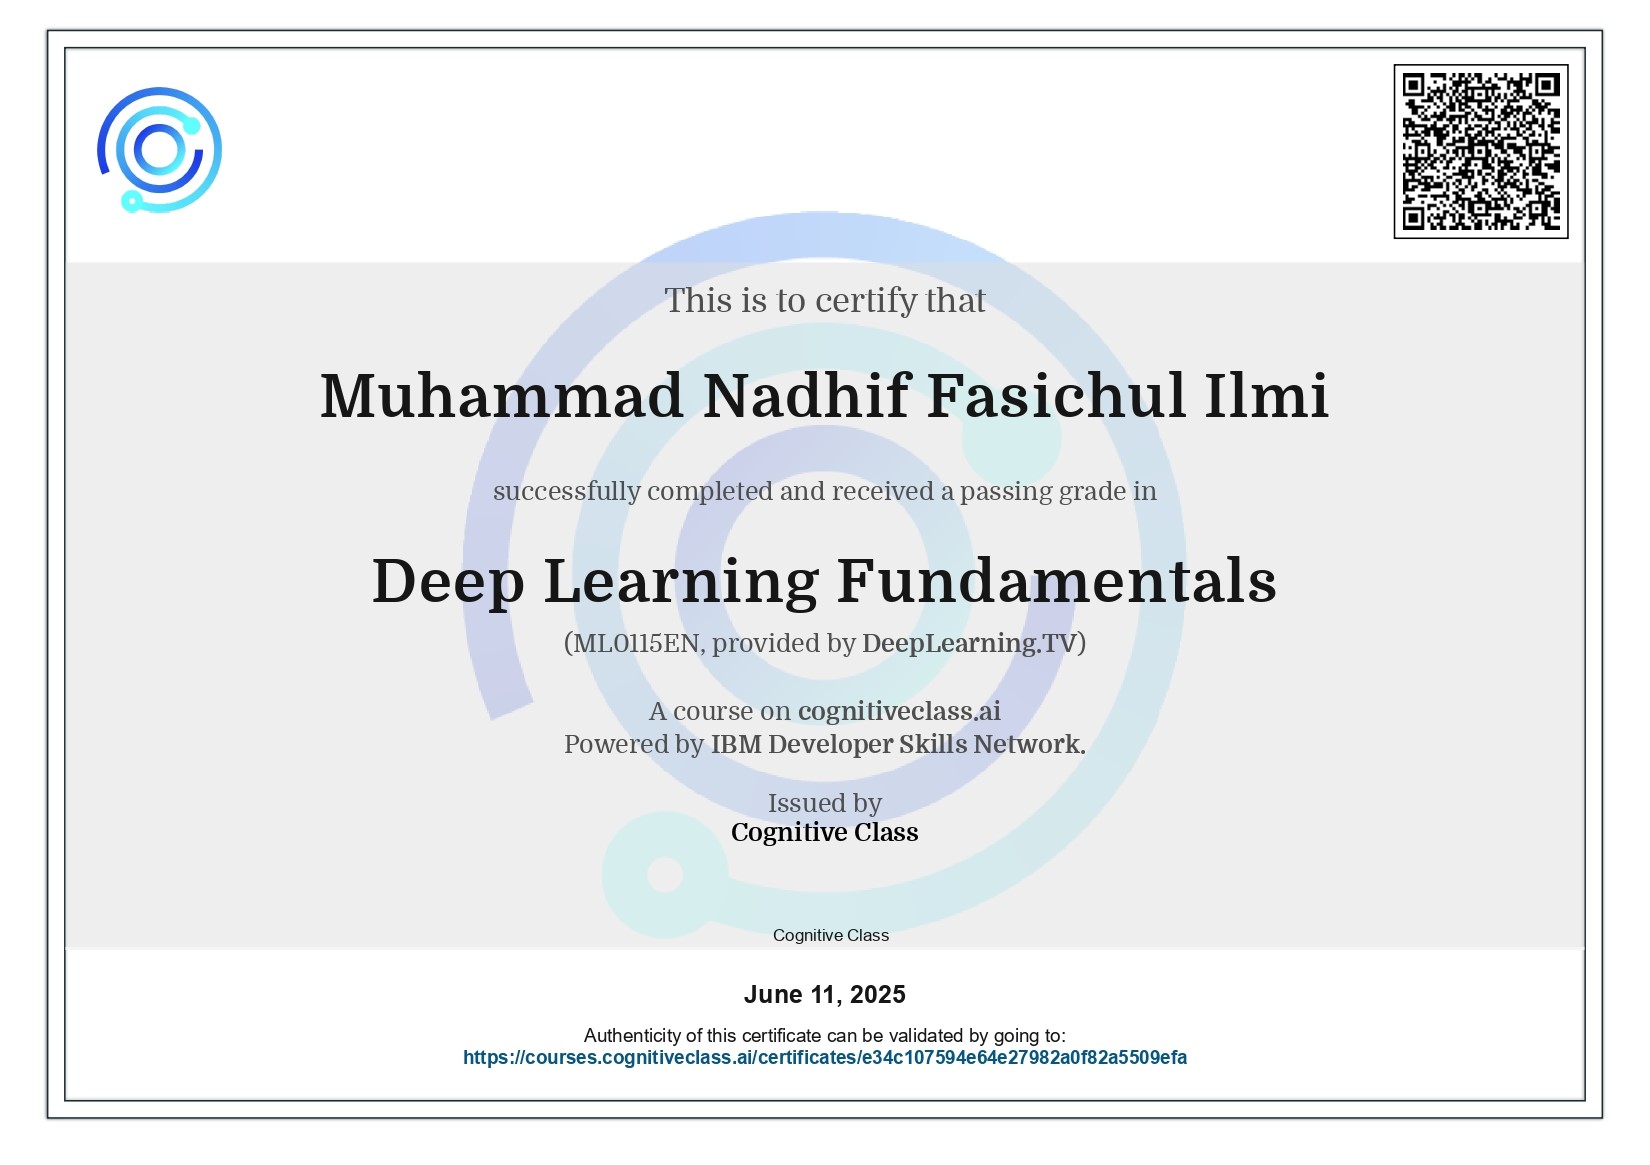 This is to certify that
Muhammad Nadhif Fasichul Ilmi
successfully completed and received a passing grade in
Deep Learning Fundamentals
(ML0115EN, provided by DeepLearning.TV)
A course on cognitiveclass.ai
Powered by IBM Developer Skills Network.
Issued by
Cognitive Class
Cognitive Class
June 11, 2025
Authenticity of this certificate can be validated by going to:
https://courses.cognitiveclass.ai/certificates/e34c107594e64e27982a0f82a5509efa